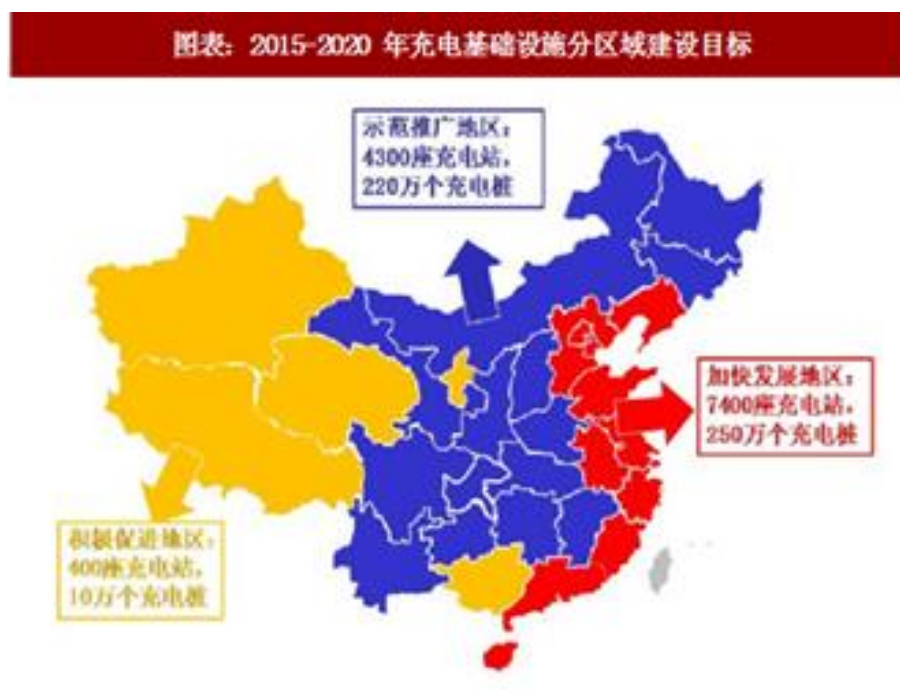 图表：2015-2020 年充电基础设施分区域建设目标
示范推广地区：
4300座充电站，
220万个充电桩
加快发展地区：
7400座充电站，
250万个充电桩
积极促进地区：
400座充电站，
10万个充电桩